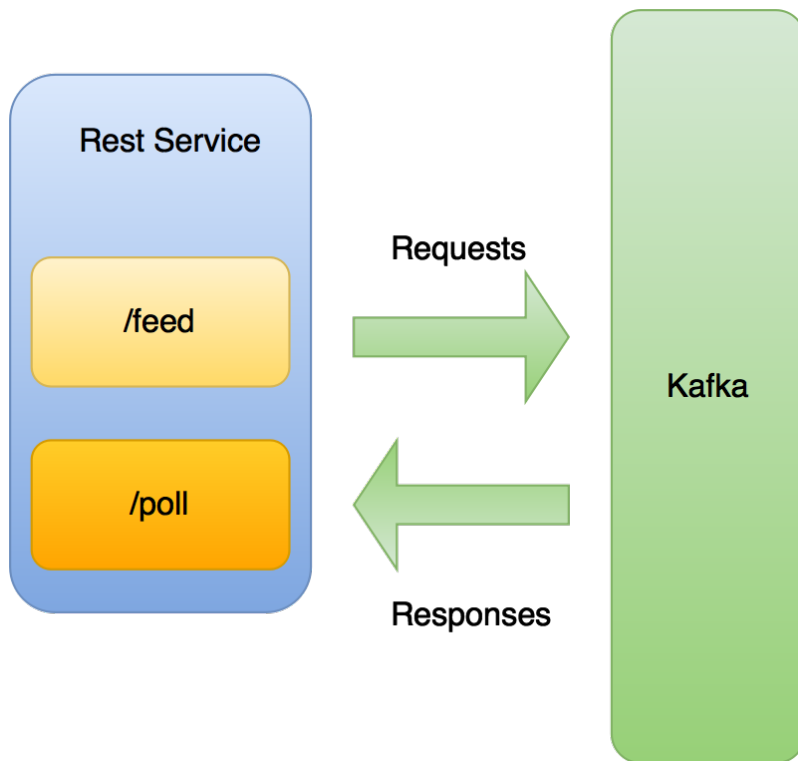 Rest Service
/feed
/poll
Requests
Responses
Kafka